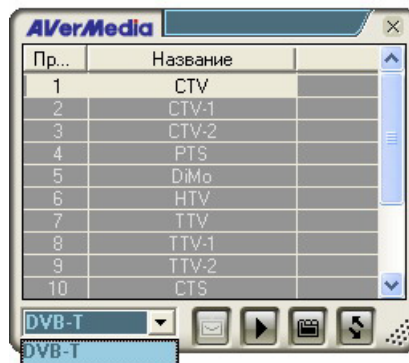 AVerMedia
Пр... Название
1 CTV
2 CTV-1
3 CTV-2
4 PTS
5 DiMo
6 HTV
7 TTV
8 TTV-1
9 TTV-2
10 CTS
DVB-T
DVB-T